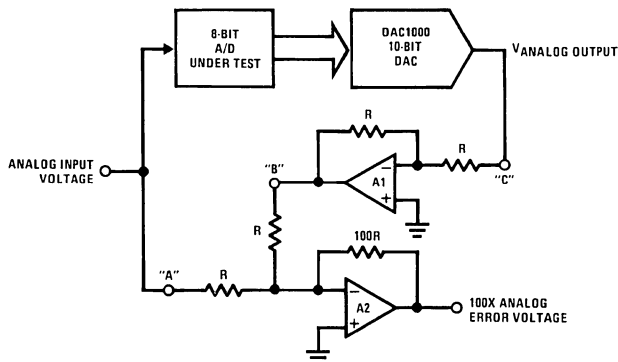 8-BIT
A/D
UNDER TEST
DAC1000
10-BIT
DAC
VANALOG OUTPUT
ANALOG INPUT
VOLTAGE
R
R
"B"
A1
−
+
"C"
R
100R
"A"
R
−
A2
+
100X ANALOG
ERROR VOLTAGE